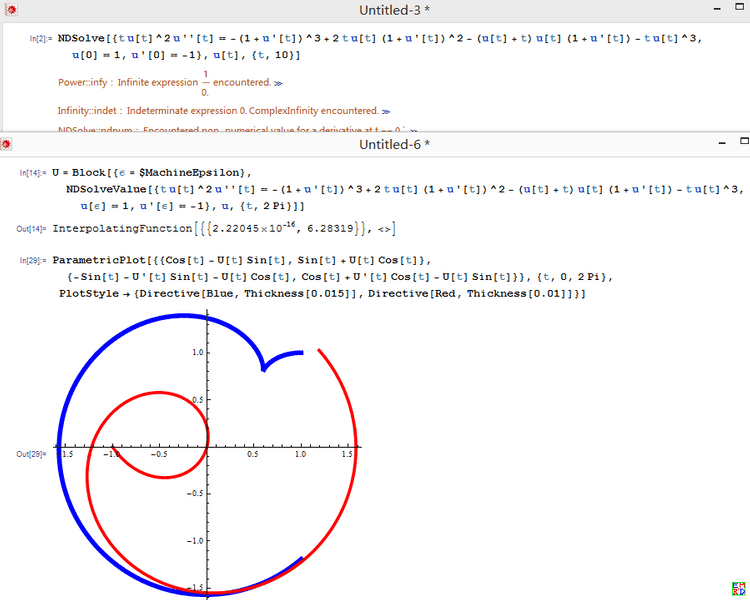 Untitled-3 *
In[2]:= NDSolve[{t u[t]^2 u''[t] == -(1 + u'[t])^3 + 2 t u[t] (1 + u'[t])^2 - (u[t] + t) u[t] (1 + u'[t]) - t u[t]^3,
u[0] == 1, u'[0] == -1}, u[t], {t, 10}]
Power::infy : Infinite expression 1/0. encountered. ≫
Infinity::indet : Indeterminate expression 0. ComplexInfinity encountered. ≫
NDSolve::ndnum : Encountered non-numerical value for a derivative at t == 0.`. ≫
Untitled-6 *
In[14]:= U = Block[{ϵ = $MachineEpsilon},
NDSolveValue[{t u[t]^2 u''[t] == -(1 + u'[t])^3 + 2 t u[t] (1 + u'[t])^2 - (u[t] + t) u[t] (1 + u'[t]) - t u[t]^3,
u[ϵ] == 1, u'[ϵ] == -1}, u, {t, 2 Pi}]]
Out[14]= InterpolatingFunction[{{2.22045×10^-16, 6.28319}}, <>]
In[29]:= ParametricPlot[{{Cos[t] - U[t] Sin[t], Sin[t] + U[t] Cos[t]},
{-Sin[t] - U'[t] Sin[t] - U[t] Cos[t], Cos[t] + U'[t] Cos[t] - U[t] Sin[t]}}, {t, 0, 2 Pi},
PlotStyle → {Directive[Blue, Thickness[0.015]], Directive[Red, Thickness[0.01]]}]
1.0
0.5
Out[29]=
-1.5 -1.0 -0.5 0.5 1.0 1.5
-0.5
-1.0
-1.5